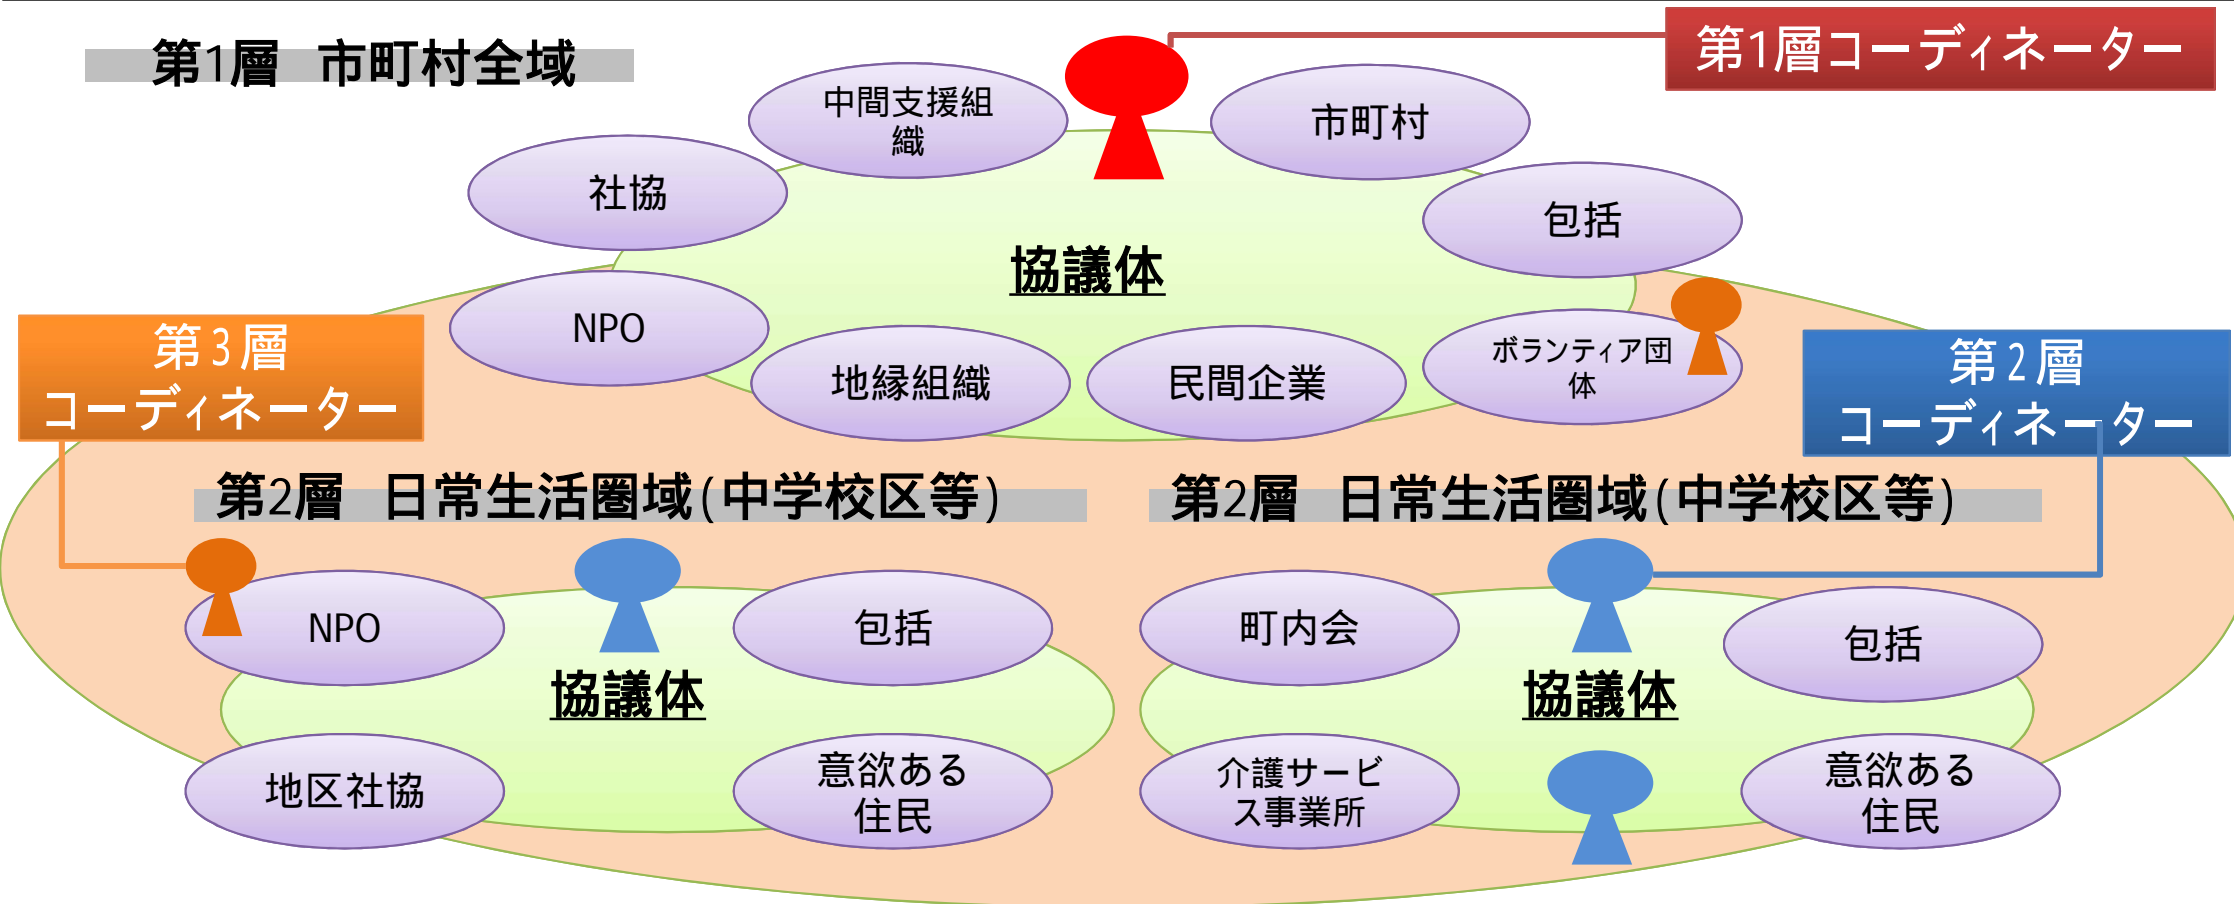 第1層　市町村全域
第1層コーディネーター
中間支援組
織
市町村
社協
包括
協議体
NPO
ボランティア団
体
地縁組織
民間企業
第3層
コーディネーター
第2層
コーディネーター
第2層　日常生活圏域(中学校区等)
第2層　日常生活圏域(中学校区等)
NPO
包括
協議体
地区社協
意欲ある
住民
町内会
包括
協議体
介護サービ
ス事業所
意欲ある
住民